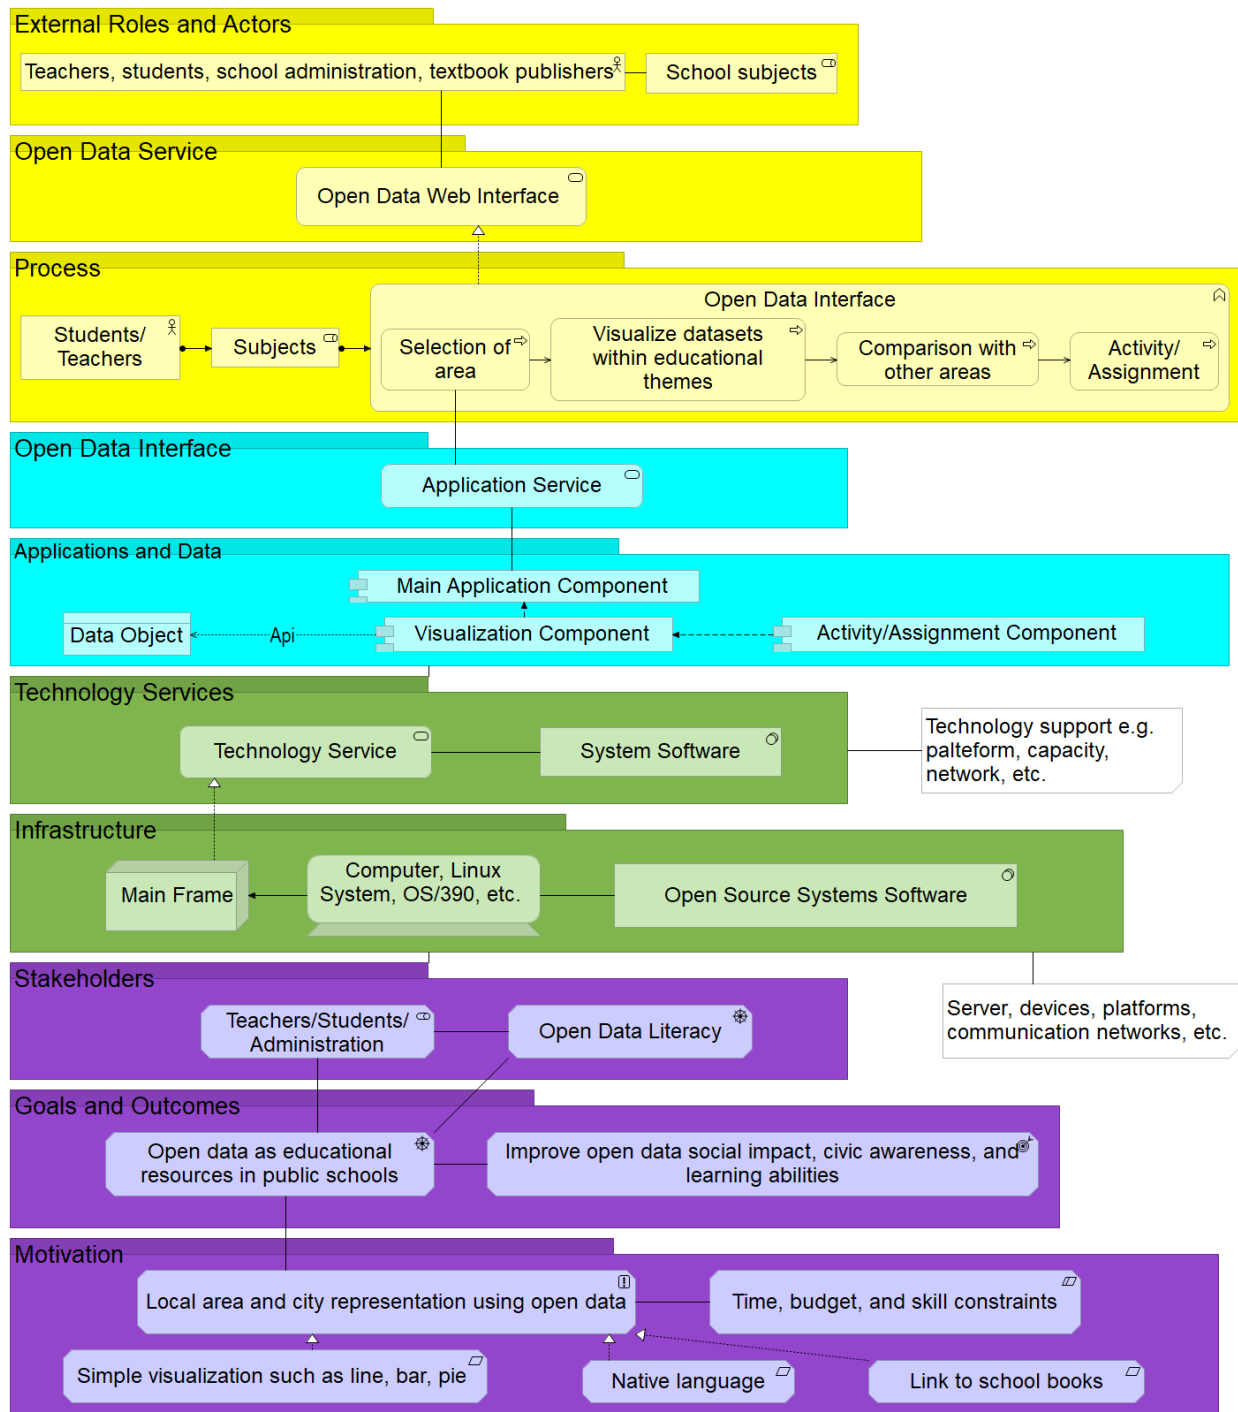 External Roles and Actors
Teachers, students, school administration, textbook publishers
School subjects
Open Data Service
Open Data Web Interface
Process
Open Data Interface
Students/
Teachers
Subjects
Selection of
area
Visualize datasets
within educational
themes
Comparison with
other areas
Activity/
Assignment
Open Data Interface
Application Service
Applications and Data
Main Application Component
Data Object
Api
Visualization Component
Activity/Assignment Component
Technology Services
Technology Service
System Software
Technology support e.g.
palteform, capacity,
network, etc.
Infrastructure
Main Frame
Computer, Linux
System, OS/390, etc.
Open Source Systems Software
Stakeholders
Teachers/Students/
Administration
Open Data Literacy
Server, devices, platforms,
communication networks, etc.
Goals and Outcomes
Open data as educational
resources in public schools
Improve open data social impact, civic awareness, and
learning abilities
Motivation
Local area and city representation using open data
Time, budget, and skill constraints
Simple visualization such as line, bar, pie
Native language
Link to school books